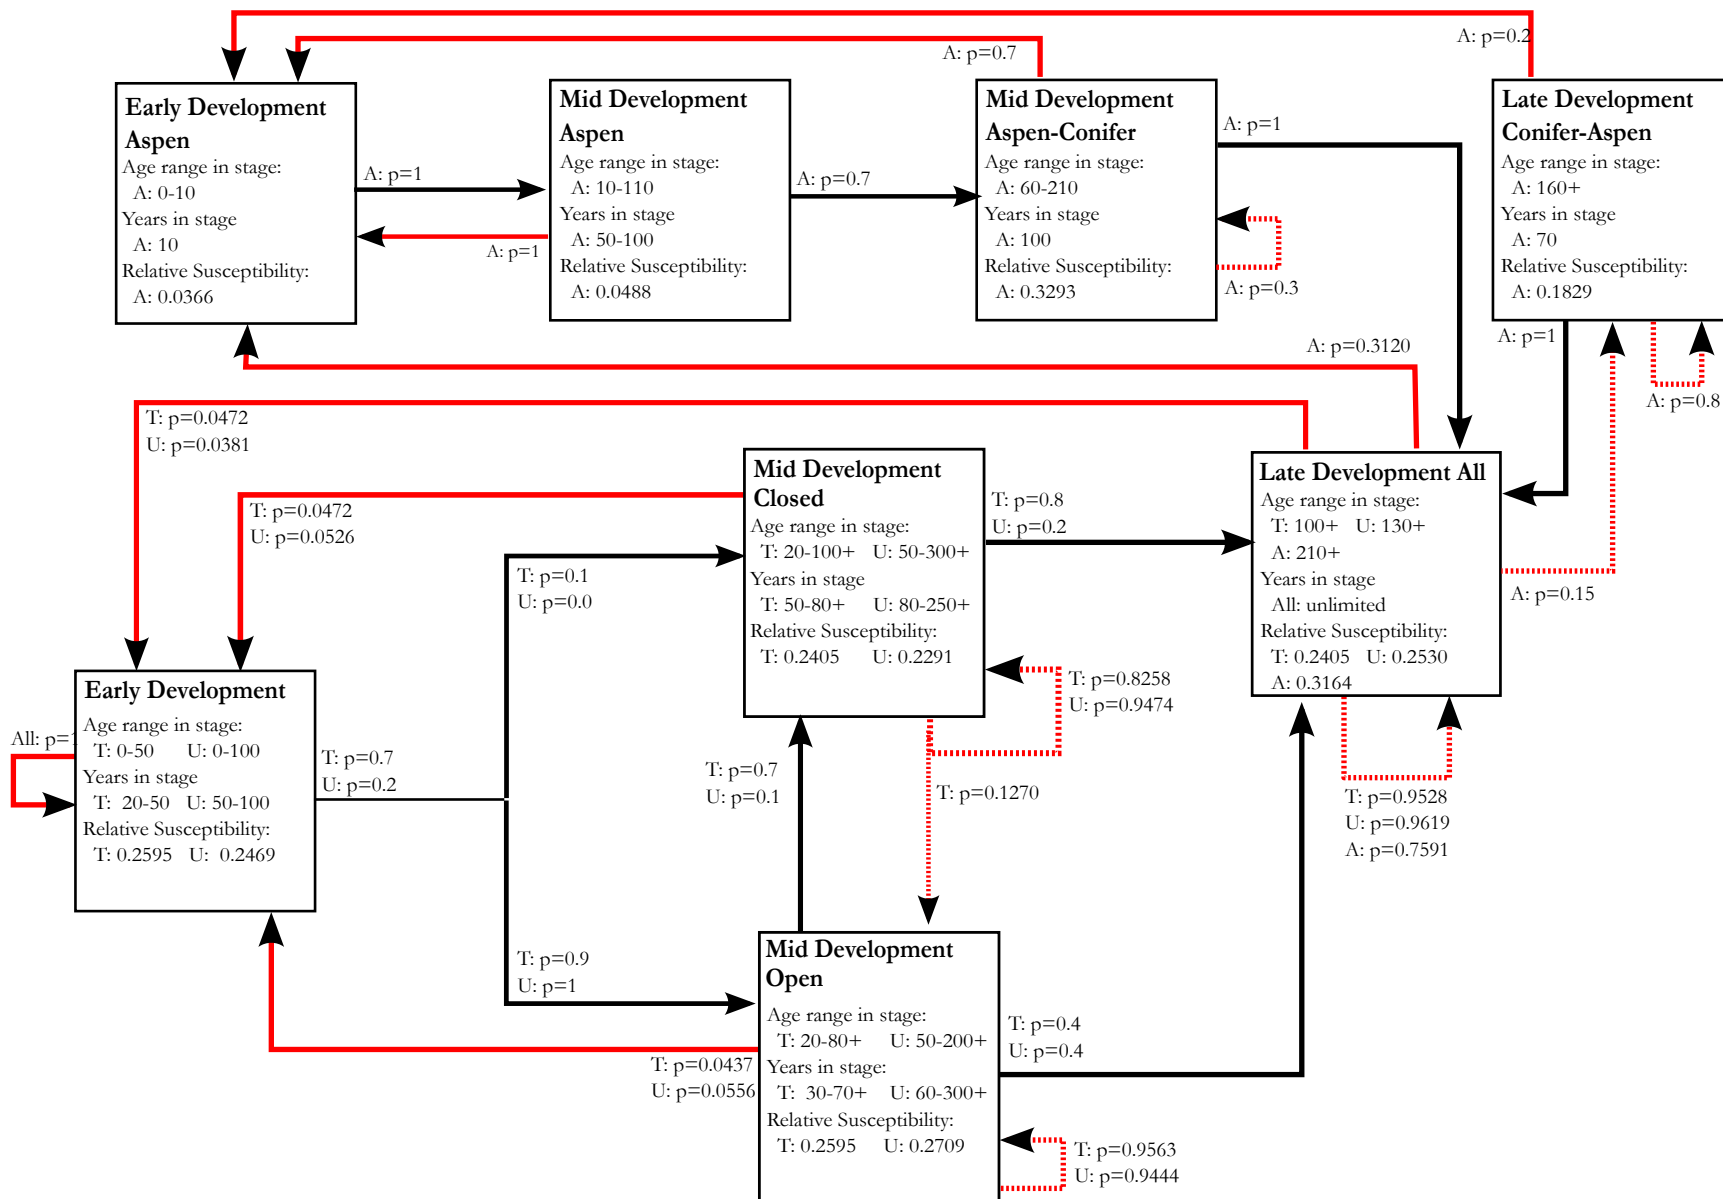 A: p=0.2
A: p=0.7
Early Development
Aspen
Age range in stage:
A: 0-10
Years in stage
A: 10
Relative Susceptibility:
A: 0.0366
A: p=1
A: p=1
Mid Development
Aspen
Age range in stage:
A: 10-110
Years in stage
A: 50-100
Relative Susceptibility:
A: 0.0488
A: p=0.7
Mid Development
Aspen-Conifer
Age range in stage:
A: 60-210
Years in stage
A: 100
Relative Susceptibility:
A: 0.3293
A: p=1
A: p=0.3
Late Development
Conifer-Aspen
Age range in stage:
A: 160+
Years in stage
A: 70
Relative Susceptibility:
A: 0.1829
A: p=1
A: p=0.8
A: p=0.3120
T: p=0.0472
U: p=0.0381
T: p=0.0472
U: p=0.0526
Mid Development
Closed
Age range in stage:
T: 20-100+ U: 50-300+
Years in stage
T: 50-80+ U: 80-250+
Relative Susceptibility:
T: 0.2405 U: 0.2291
T: p=0.8
U: p=0.2
Late Development All
Age range in stage:
T: 100+ U: 130+
A: 210+
Years in stage
All: unlimited
Relative Susceptibility:
T: 0.2405 U: 0.2530
A: 0.3164
A: p=0.15
T: p=0.1
U: p=0.0
T: p=0.8258
U: p=0.9474
Early Development
Age range in stage:
T: 0-50 U: 0-100
Years in stage
T: 20-50 U: 50-100
Relative Susceptibility:
T: 0.2595 U: 0.2469
All: p=1
T: p=0.7
U: p=0.2
T: p=0.7
U: p=0.1
T: p=0.1270
T: p=0.9528
U: p=0.9619
A: p=0.7591
T: p=0.9
U: p=1
Mid Development
Open
Age range in stage:
T: 20-80+ U: 50-200+
Years in stage:
T: 30-70+ U: 60-300+
Relative Susceptibility:
T: 0.2595 U: 0.2709
T: p=0.4
U: p=0.4
T: p=0.0437
U: p=0.0556
T: p=0.9563
U: p=0.9444